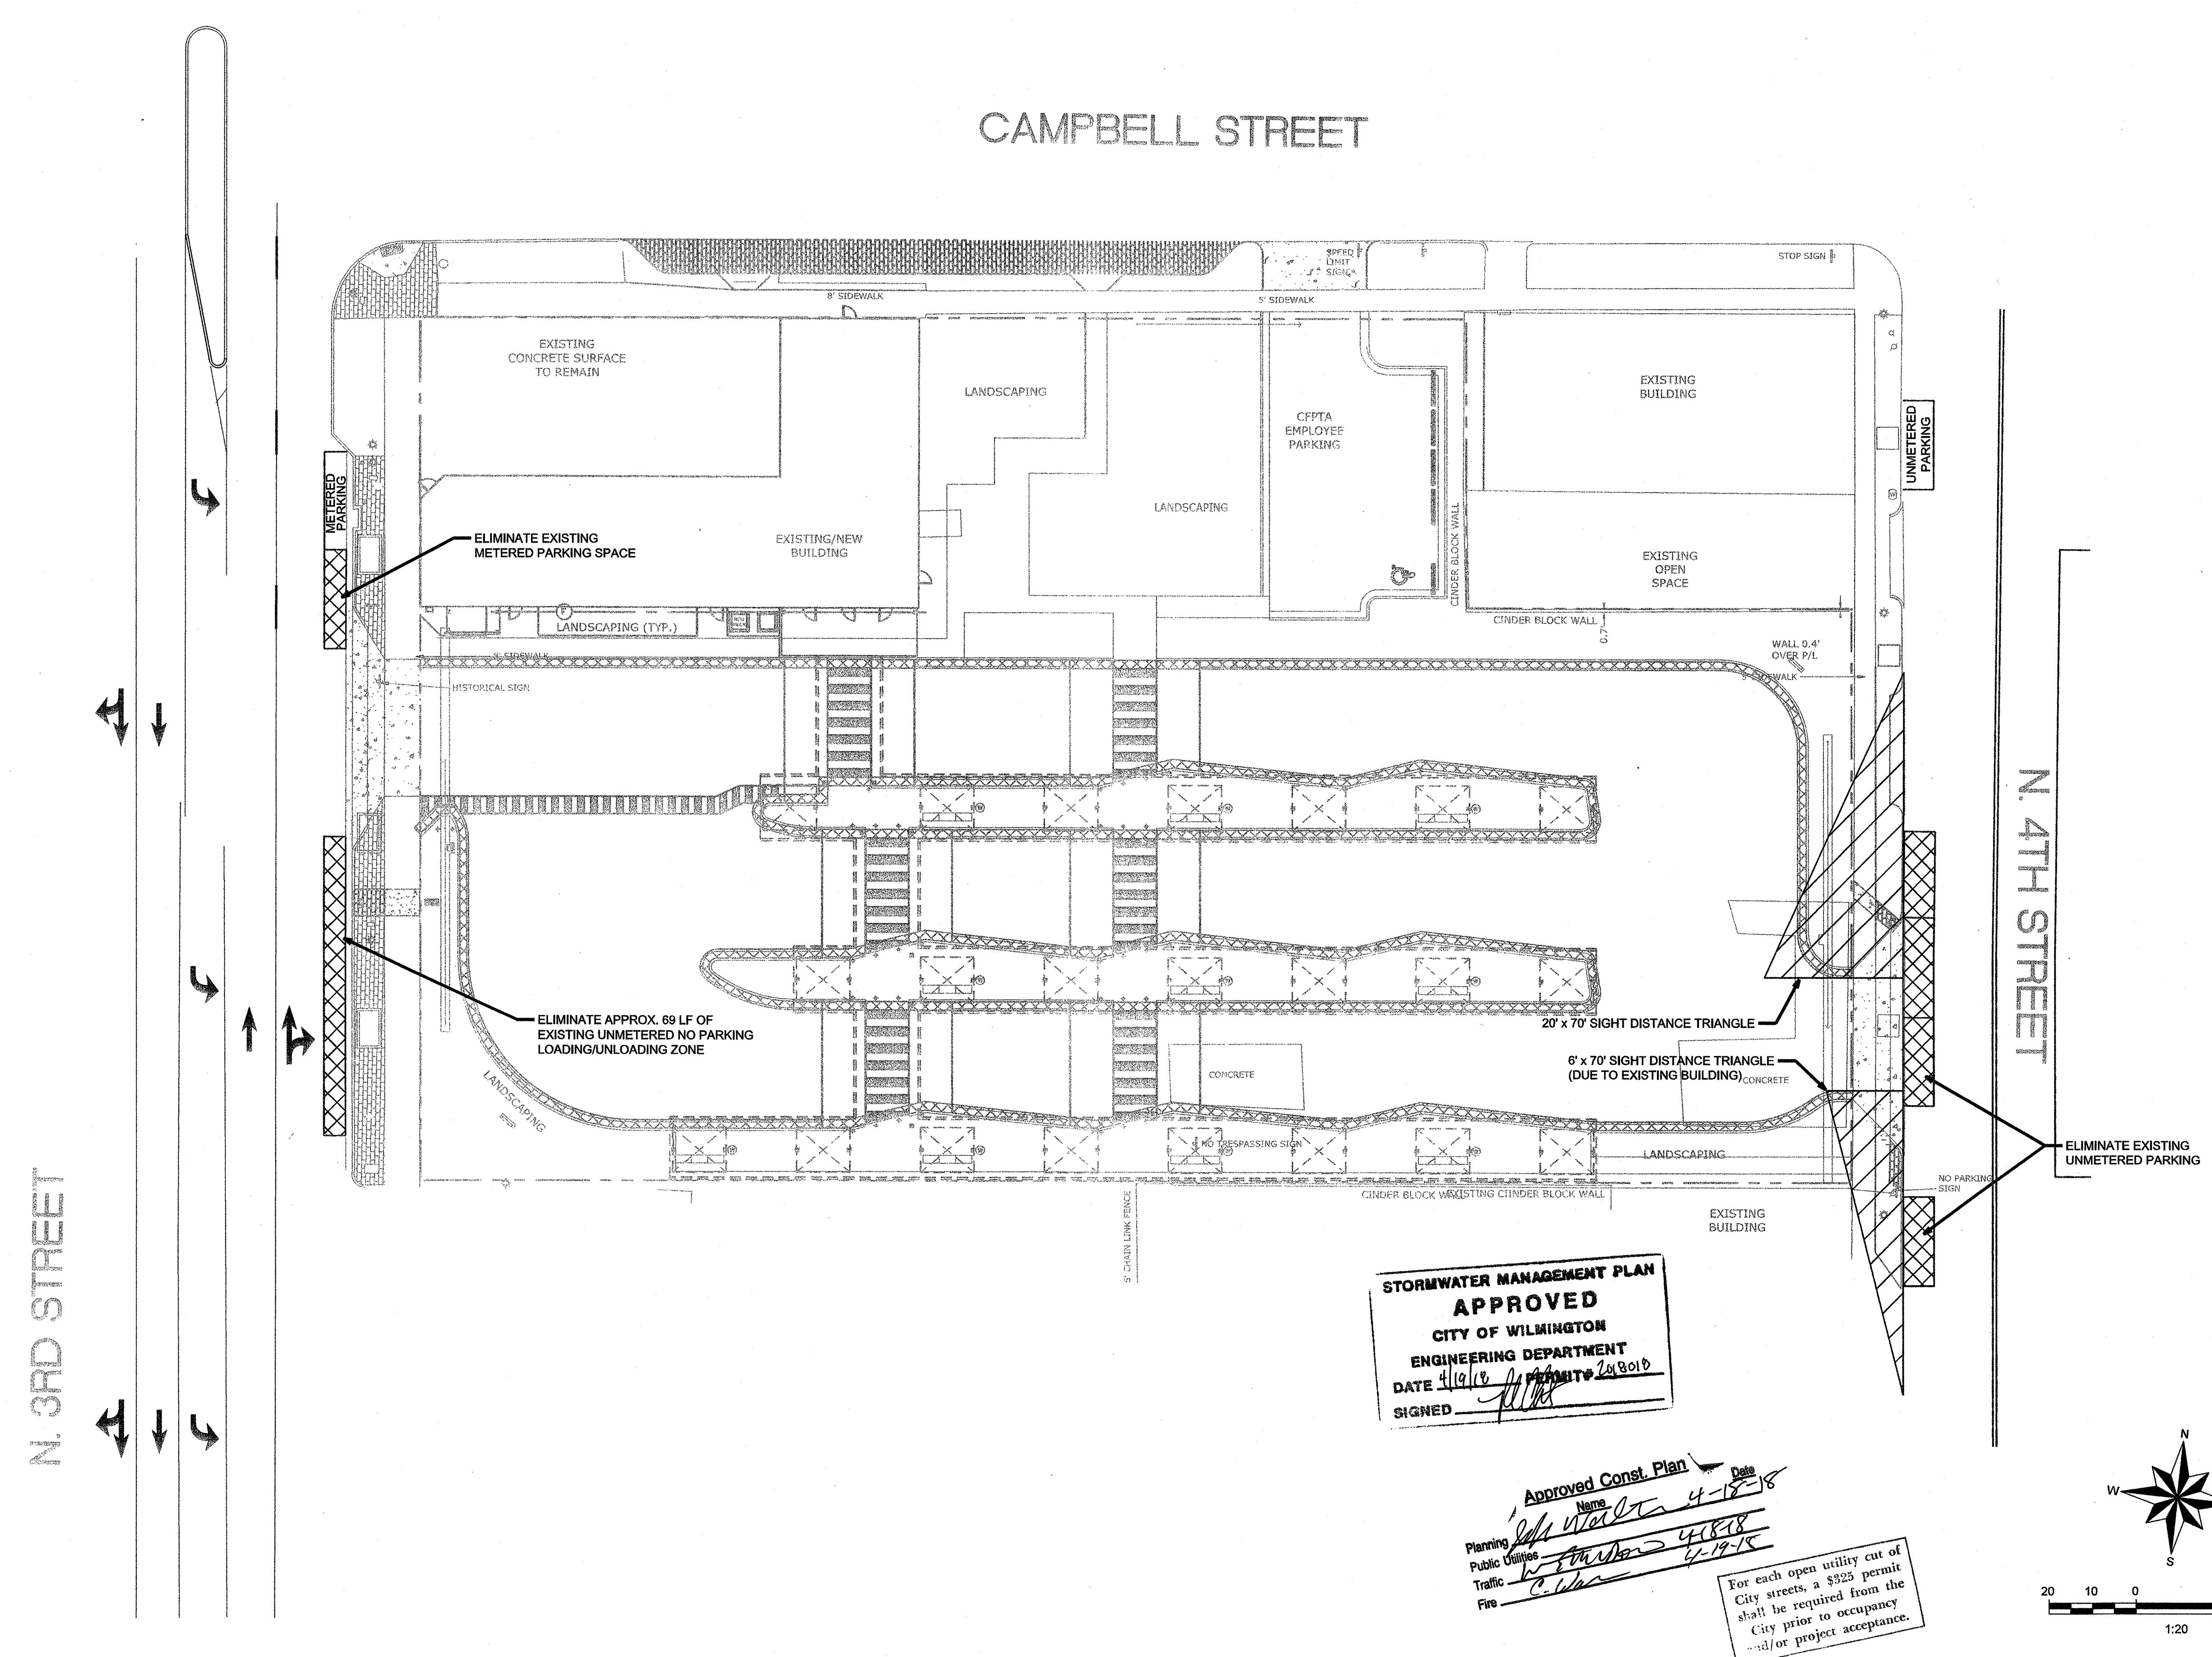 CAMPBELL STREET
SPEED
LIMIT
SIGN
STOP SIGN
8' SIDEWALK
5' SIDEWALK
EXISTING
CONCRETE SURFACE
TO REMAIN
LANDSCAPING
CFPTA
EMPLOYEE
PARKING
EXISTING
BUILDING
UNMETERED
PARKING
METERED
PARKING
LANDSCAPING
CINDER BLOCK WALL
ELIMINATE EXISTING
METERED PARKING SPACE
EXISTING/NEW
BUILDING
EXISTING
OPEN
SPACE
LANDSCAPING (TYP.)
CINDER BLOCK WALL
0.7'
WALL 0.4'
OVER P/L
8' SIDEWALK
SIDEWALK
HISTORICAL SIGN
N. 4TH STREET
ELIMINATE APPROX. 69 LF OF
EXISTING UNMETERED NO PARKING
LOADING/UNLOADING ZONE
20' x 70' SIGHT DISTANCE TRIANGLE
6' x 70' SIGHT DISTANCE TRIANGLE
(DUE TO EXISTING BUILDING)
CONCRETE
CONCRETE
LANDSCAPING
NO TRESPASSING SIGN
LANDSCAPING
ELIMINATE EXISTING
UNMETERED PARKING
NO PARKING
SIGN
CINDER BLOCK WALL
EXISTING CIINDER BLOCK WALL
EXISTING
BUILDING
5' CHAIN LINK FENCE
N. 3RD STREET
STORMWATER MANAGEMENT PLAN
APPROVED
CITY OF WILMINGTON
ENGINEERING DEPARTMENT
DATE 4/19/18 PERMIT# 2018018
SIGNED
Approved Const. Plan
Name Date
Planning 4-18-18
Public Utilities
Traffic 4-18-18
Fire 4-19-18
For each open utility cut of
City streets, a $325 permit
shall be required from the
City prior to occupancy
and/or project acceptance.
N
W
S
20 10 0
1:20